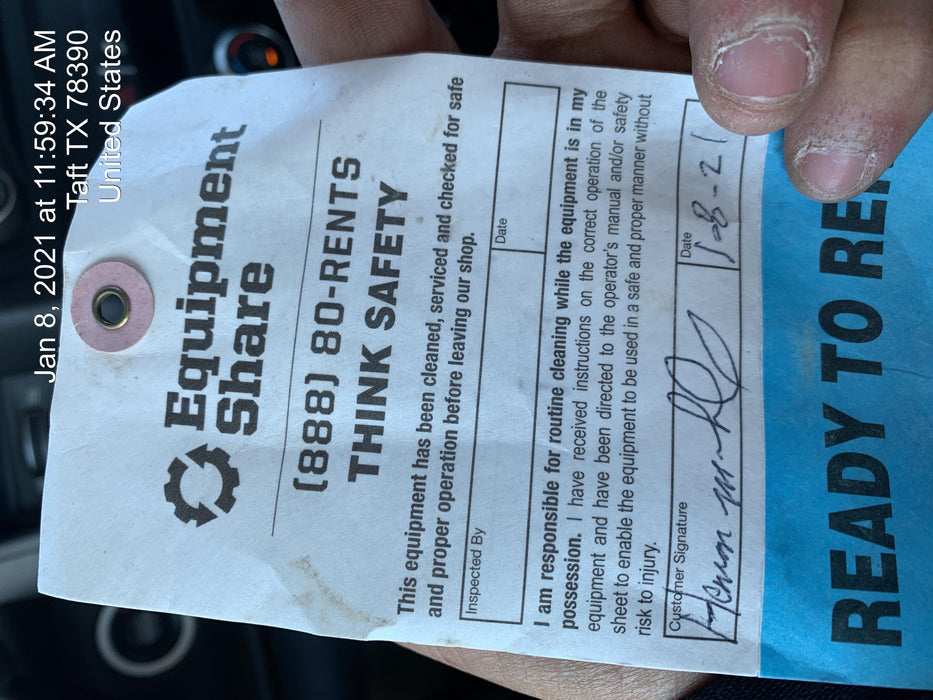 Jan 8, 2021 at 11:59:34 AM
Taft TX 78390
United States
Equipment
Share
(888) 80-RENTS
THINK SAFETY
This equipment has been cleaned, serviced and checked for safe
and proper operation before leaving our shop.
Inspected By
Date
I am responsible for routine cleaning while the equipment is in my
possession. I have received instructions on the correct operation of the
equipment and have been directed to the operator's manual and/or safety
sheet to enable the equipment to be used in a safe and proper manner without
risk to injury.
Customer Signature
Date
1-8-21
READY TO